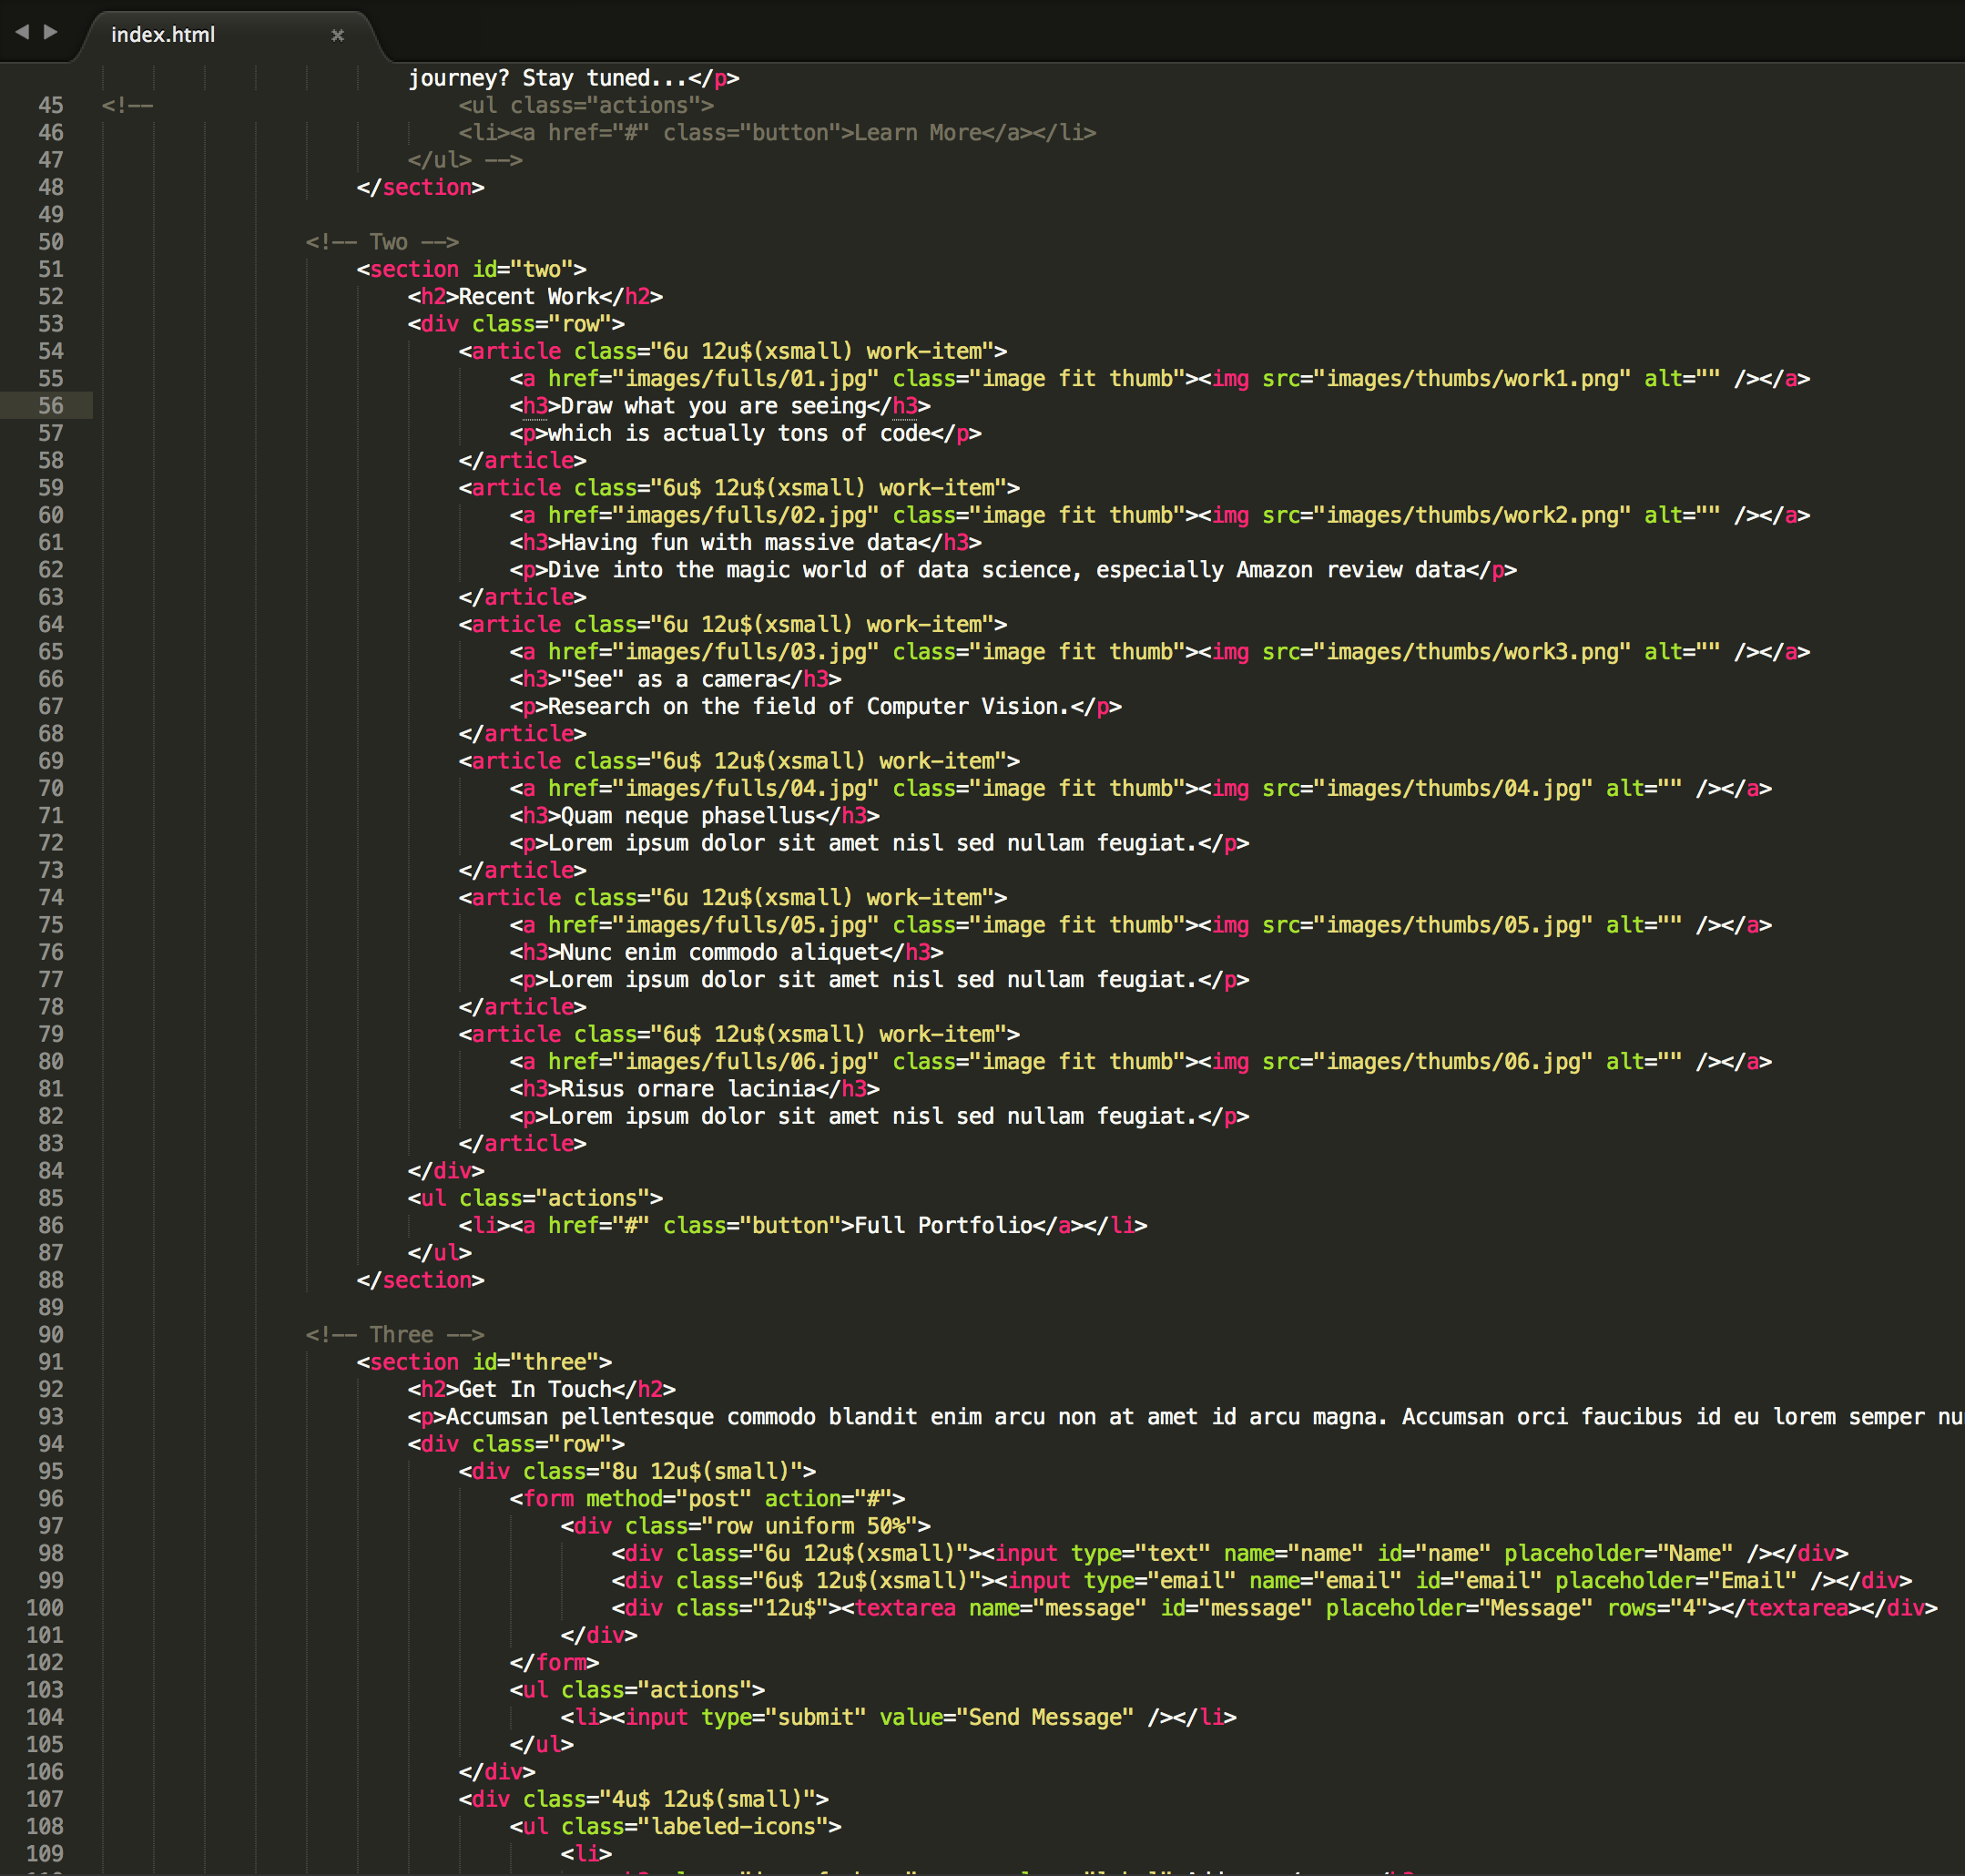 index.html
journey? Stay tuned...</p>
45 <!-- <ul class="actions">
46 <li><a href="#" class="button">Learn More</a></li>
47 </ul> -->
48 </section>
49
50 <!-- Two -->
51 <section id="two">
52 <h2>Recent Work</h2>
53 <div class="row">
54 <article class="6u 12u$(xsmall) work-item">
55 <a href="images/fulls/01.jpg" class="image fit thumb"><img src="images/thumbs/work1.png" alt="" /></a>
56 <h3>Draw what you are seeing</h3>
57 <p>which is actually tons of code</p>
58 </article>
59 <article class="6u$ 12u$(xsmall) work-item">
60 <a href="images/fulls/02.jpg" class="image fit thumb"><img src="images/thumbs/work2.png" alt="" /></a>
61 <h3>Having fun with massive data</h3>
62 <p>Dive into the magic world of data science, especially Amazon review data</p>
63 </article>
64 <article class="6u 12u$(xsmall) work-item">
65 <a href="images/fulls/03.jpg" class="image fit thumb"><img src="images/thumbs/work3.png" alt="" /></a>
66 <h3>"See" as a camera</h3>
67 <p>Research on the field of Computer Vision.</p>
68 </article>
69 <article class="6u$ 12u$(xsmall) work-item">
70 <a href="images/fulls/04.jpg" class="image fit thumb"><img src="images/thumbs/04.jpg" alt="" /></a>
71 <h3>Quam neque phasellus</h3>
72 <p>Lorem ipsum dolor sit amet nisl sed nullam feugiat.</p>
73 </article>
74 <article class="6u 12u$(xsmall) work-item">
75 <a href="images/fulls/05.jpg" class="image fit thumb"><img src="images/thumbs/05.jpg" alt="" /></a>
76 <h3>Nunc enim commodo aliquet</h3>
77 <p>Lorem ipsum dolor sit amet nisl sed nullam feugiat.</p>
78 </article>
79 <article class="6u$ 12u$(xsmall) work-item">
80 <a href="images/fulls/06.jpg" class="image fit thumb"><img src="images/thumbs/06.jpg" alt="" /></a>
81 <h3>Risus ornare lacinia</h3>
82 <p>Lorem ipsum dolor sit amet nisl sed nullam feugiat.</p>
83 </article>
84 </div>
85 <ul class="actions">
86 <li><a href="#" class="button">Full Portfolio</a></li>
87 </ul>
88 </section>
89
90 <!-- Three -->
91 <section id="three">
92 <h2>Get In Touch</h2>
93 <p>Accumsan pellentesque commodo blandit enim arcu non at amet id arcu magna. Accumsan orci faucibus id eu lorem semper nu
94 <div class="row">
95 <div class="8u 12u$(small)">
96 <form method="post" action="#">
97 <div class="row uniform 50%">
98 <div class="6u 12u$(xsmall)"><input type="text" name="name" id="name" placeholder="Name" /></div>
99 <div class="6u$ 12u$(xsmall)"><input type="email" name="email" id="email" placeholder="Email" /></div>
100 <div class="12u$"><textarea name="message" id="message" placeholder="Message" rows="4"></textarea></div>
101 </div>
102 </form>
103 <ul class="actions">
104 <li><input type="submit" value="Send Message" /></li>
105 </ul>
106 </div>
107 <div class="4u$ 12u$(small)">
108 <ul class="labeled-icons">
109 <li>